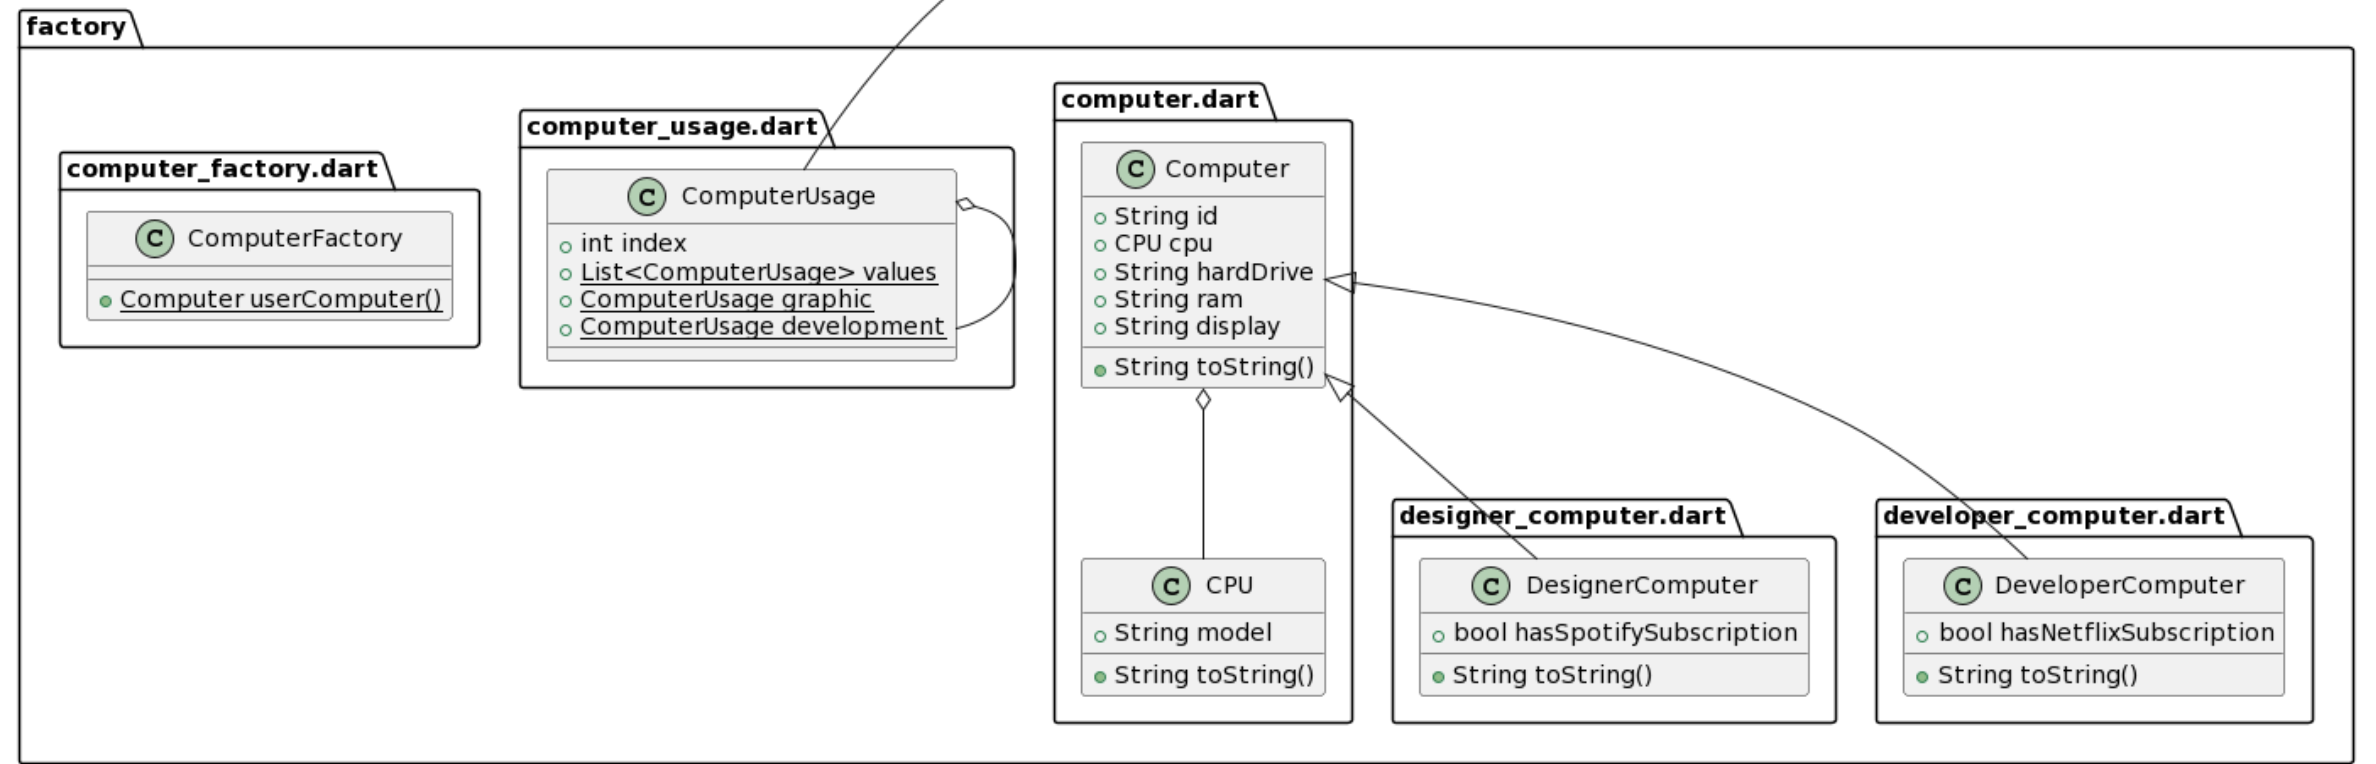 factory
computer_factory.dart
C ComputerFactory
Computer userComputer()
computer_usage.dart
C ComputerUsage
int index
List<ComputerUsage> values
ComputerUsage graphic
ComputerUsage development
computer.dart
C Computer
String id
CPU cpu
String hardDrive
String ram
String display
String toString()
C CPU
String model
String toString()
designer_computer.dart
C DesignerComputer
bool hasSpotifySubscription
String toString()
developer_computer.dart
C DeveloperComputer
bool hasNetflixSubscription
String toString()